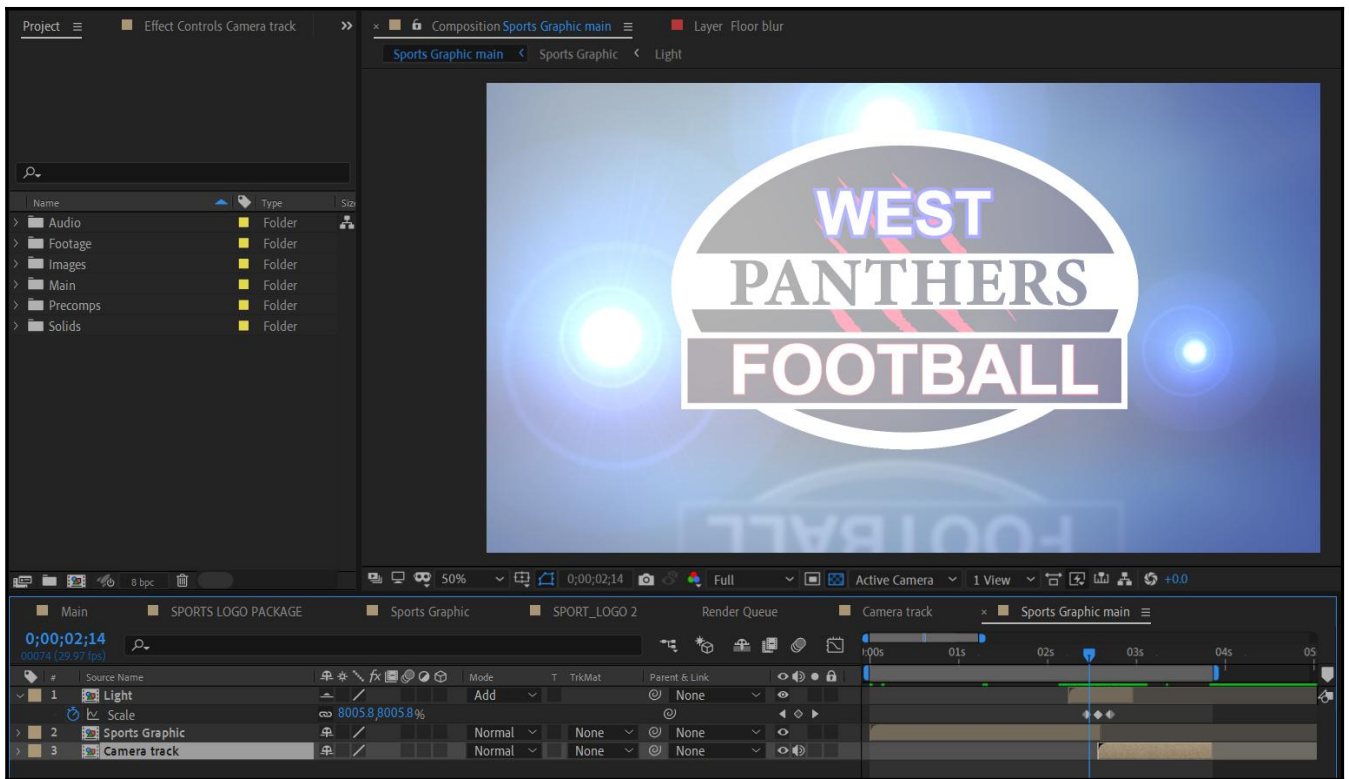 Project Effect Controls Camera track Composition Sports Graphic main Layer Floor blur
Sports Graphic main Sports Graphic Light
WEST
PANTHERS
FOOTBALL
FOOTBALL
Name Type Size
Audio Folder
Footage Folder
Images Folder
Main Folder
Precomps Folder
Solids Folder
8 bpc 50% 0;00;02;14 Full Active Camera 1 View +0.0
Main SPORTS LOGO PACKAGE Sports Graphic SPORT_LOGO 2 Render Queue Camera track Sports Graphic main
0;00;02;14
00074 (29.97 fps)
:00s 01s 02s 03s 04s 05
# Source Name Mode T TrkMat Parent & Link
1 Light Add None
Scale 8005.8,8005.8%
2 Sports Graphic Normal None None
3 Camera track Normal None None